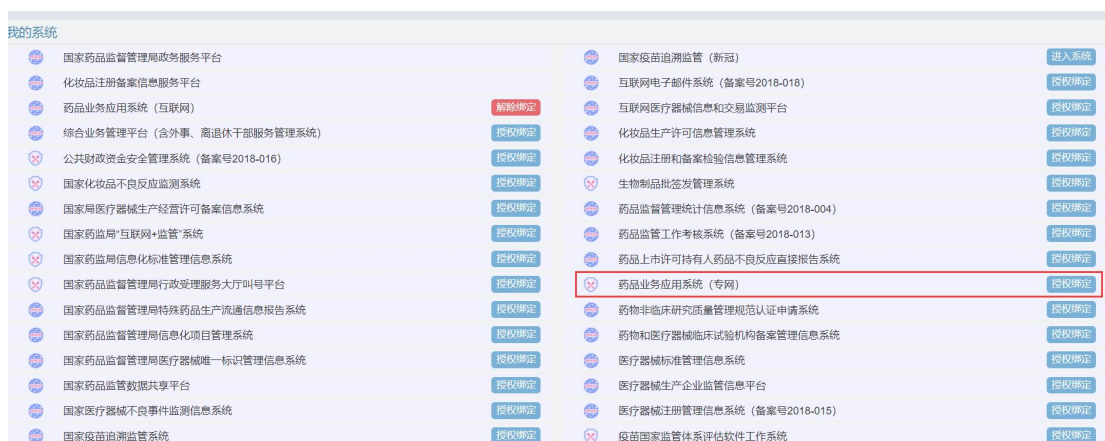 我的系统
国家药品监督管理局政务服务平台
国家疫苗追溯监管（新冠）
进入系统
化妆品注册备案信息服务平台
互联网电子邮件系统（备案号2018-018）
授权绑定
药品业务应用系统（互联网）
解除绑定
互联网医疗器械信息和交易监测平台
授权绑定
综合业务管理平台（含外事、离退休干部服务管理系统）
授权绑定
化妆品生产许可信息管理系统
授权绑定
公共财政资金安全管理系统（备案号2018-016）
授权绑定
化妆品注册和备案检验信息管理系统
授权绑定
国家化妆品不良反应监测系统
授权绑定
生物制品批签发管理系统
授权绑定
国家局医疗器械生产经营许可备案信息系统
授权绑定
药品监督管理统计信息系统（备案号2018-004）
授权绑定
国家药监局“互联网+监管”系统
授权绑定
药品监管工作考核系统（备案号2018-013）
授权绑定
国家药监局信息化标准管理信息系统
授权绑定
药品上市许可持有人药品不良反应直接报告系统
授权绑定
国家药品监督管理局行政受理服务大厅叫号平台
授权绑定
药品业务应用系统（专网）
授权绑定
国家药品监督管理局特殊药品生产流通信息报告系统
授权绑定
药物非临床研究质量管理规范认证申请系统
授权绑定
国家药品监督管理局信息化项目管理系统
授权绑定
药物和医疗器械临床试验机构备案管理信息系统
授权绑定
国家药品监督管理局医疗器械唯一标识管理信息系统
授权绑定
医疗器械标准管理信息系统
授权绑定
国家药品监管数据共享平台
授权绑定
医疗器械生产企业监管信息平台
授权绑定
国家医疗器械不良事件监测信息系统
授权绑定
医疗器械注册管理信息系统（备案号2018-015）
授权绑定
国家疫苗追溯监管系统
授权绑定
疫苗国家监管体系评估软件工作系统
授权绑定